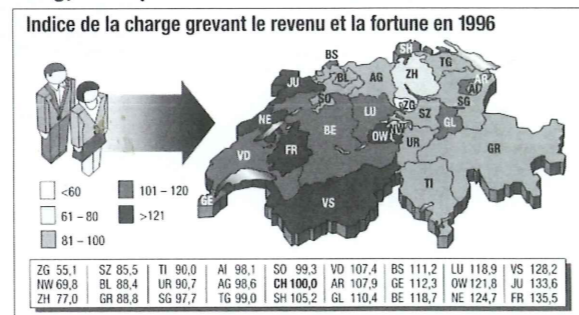 Indice de la charge grevant le revenu et la fortune en 1996
BS
SH
TG
JU
BL
AG
ZH
AR
AI
SO
ZG
SG
NE
LU
SZ
BE
NW
OW
GL
VD
FR
UR
GR
GE
VS
TI
<60
101 – 120
61 – 80
>121
81 – 100
ZG 55,1 SZ 85,5 TI 90,0 AI 98,1 SO 99,3 VD 107,4 BS 111,2 LU 118,9 VS 128,2
NW 69,8 BL 88,4 UR 90,7 AG 98,6 CH 100,0 AR 107,9 GE 112,3 OW 121,8 JU 133,6
ZH 77,0 GR 88,8 SG 97,7 TG 99,0 SH 105,2 GL 110,4 BE 118,7 NE 124,7 FR 135,5